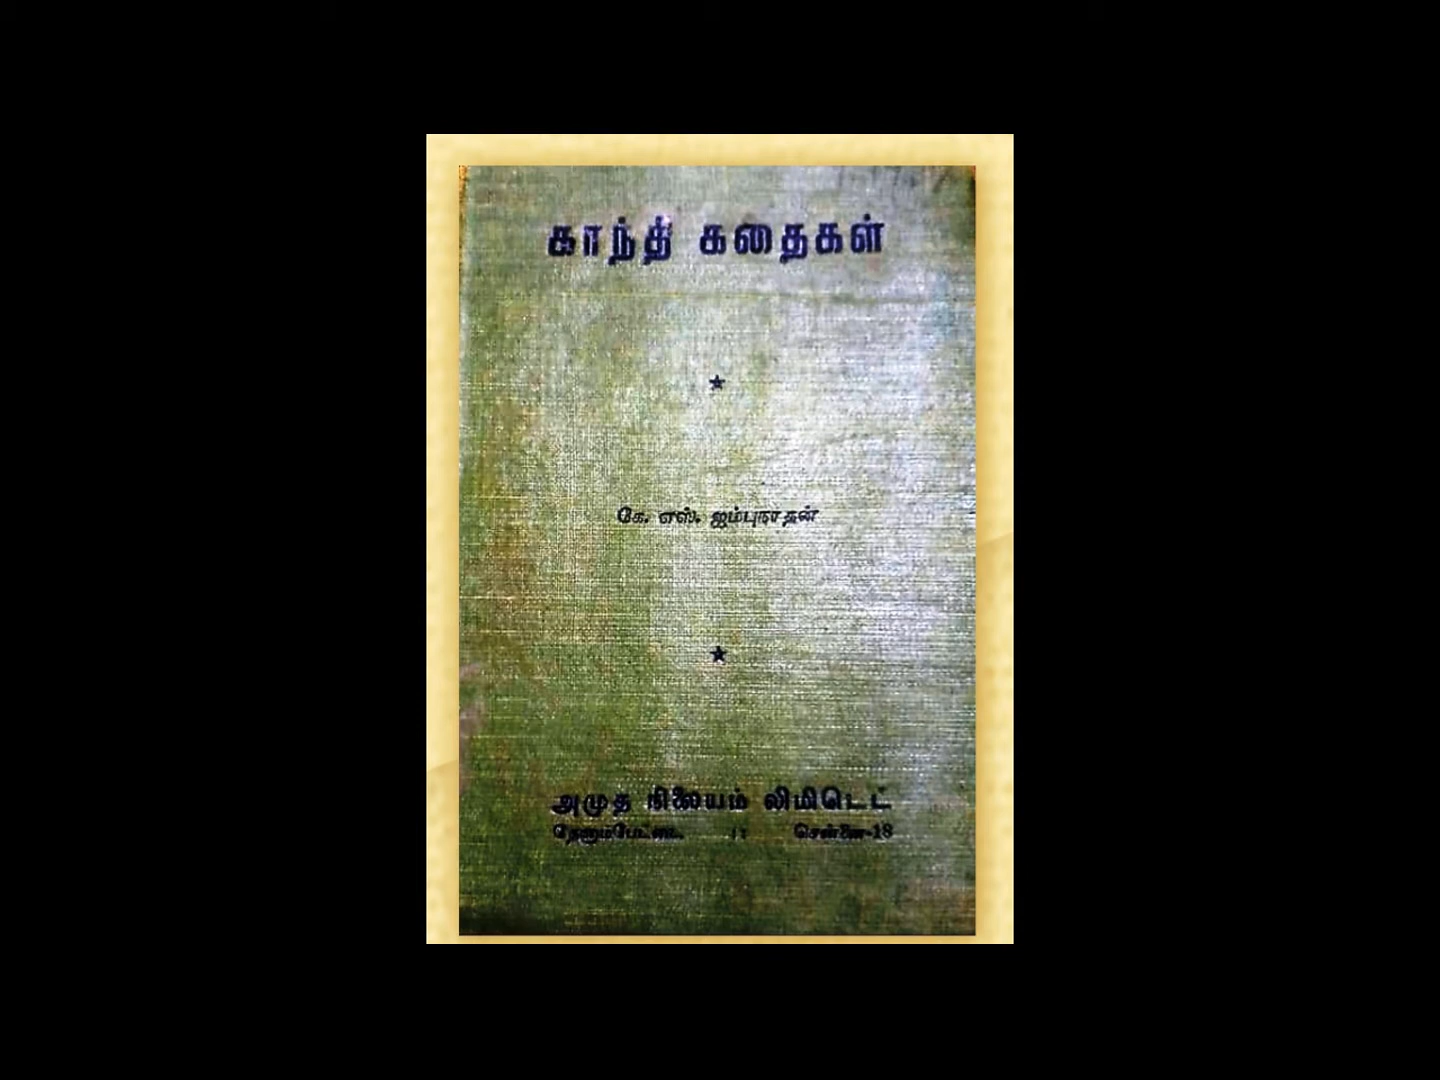 காந்தி கதைகள்
கே. எஸ். ஜம்புநாதன்
அமுத நிலையம் லிமிடெட்
தேனாம்பேட்டை :: சென்னை-18